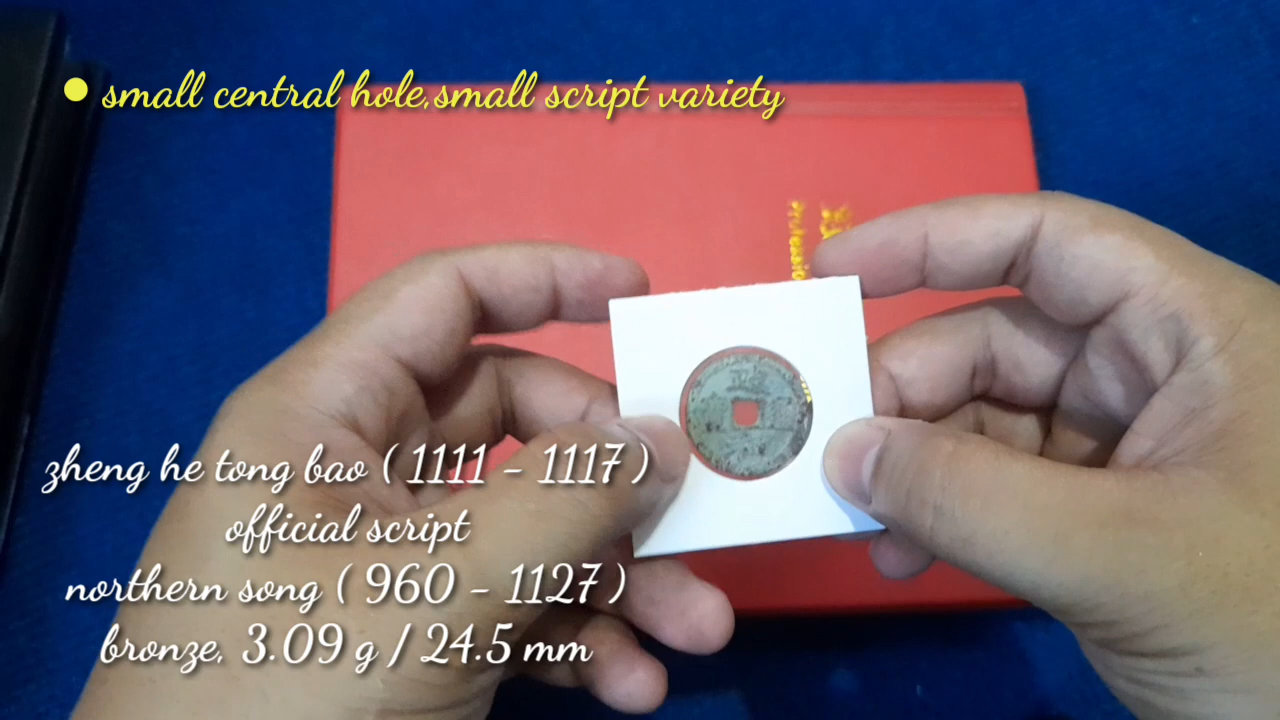 small central hole, small script variety
zheng he tong bao ( 1111 - 1117 )
official script
northern song ( 960 - 1127 )
bronze, 3.09 g / 24.5 mm